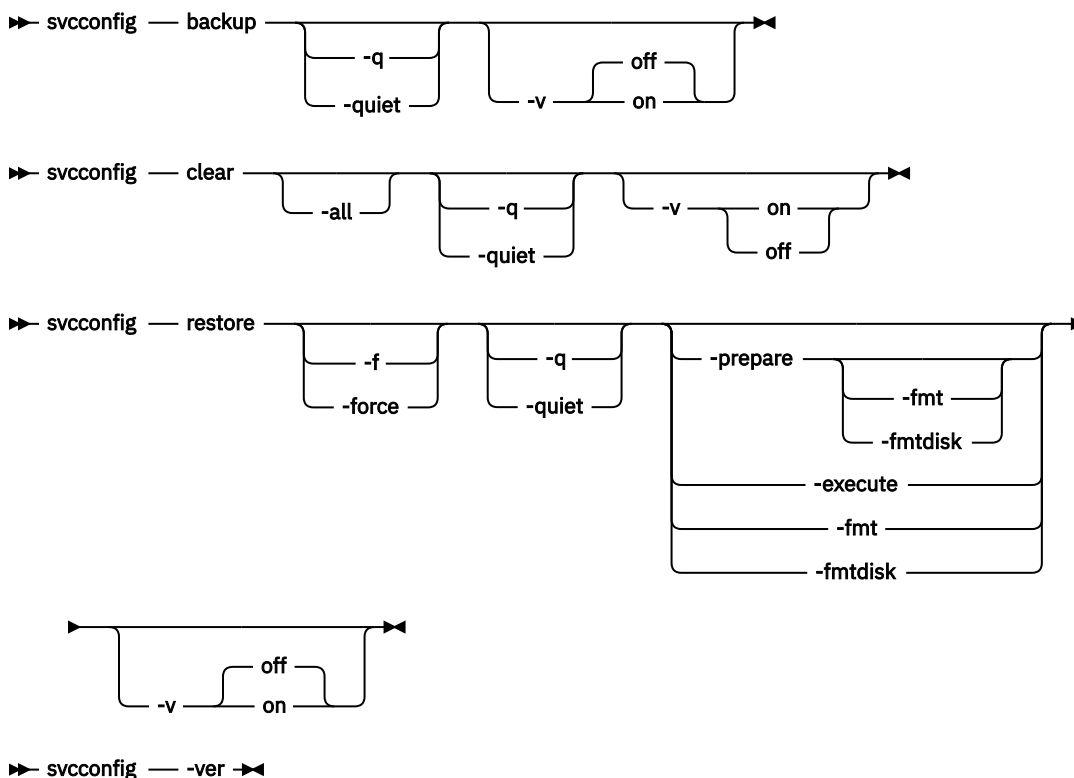 svcconfig backup
-q
-quiet
-v
off
on
svcconfig clear
-all
-q
-quiet
-v
on
off
svcconfig restore
-f
-force
-q
-quiet
-prepare
-fmt
-fmtdisk
-execute
-fmt
-fmtdisk
-v
off
on
svcconfig -ver